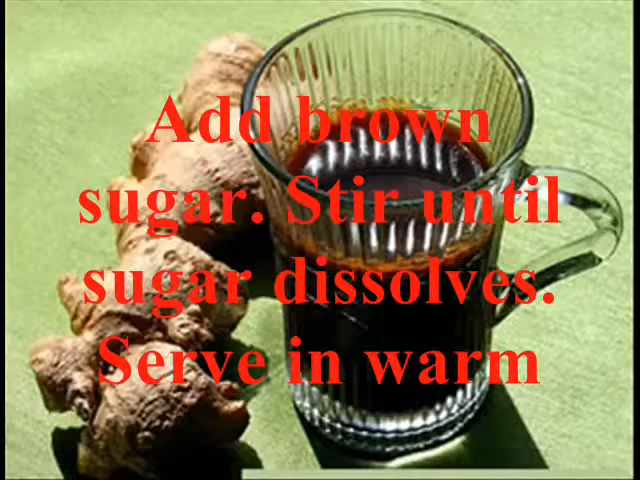 Add brown
sugar. Stir until
sugar dissolves.
Serve in warm